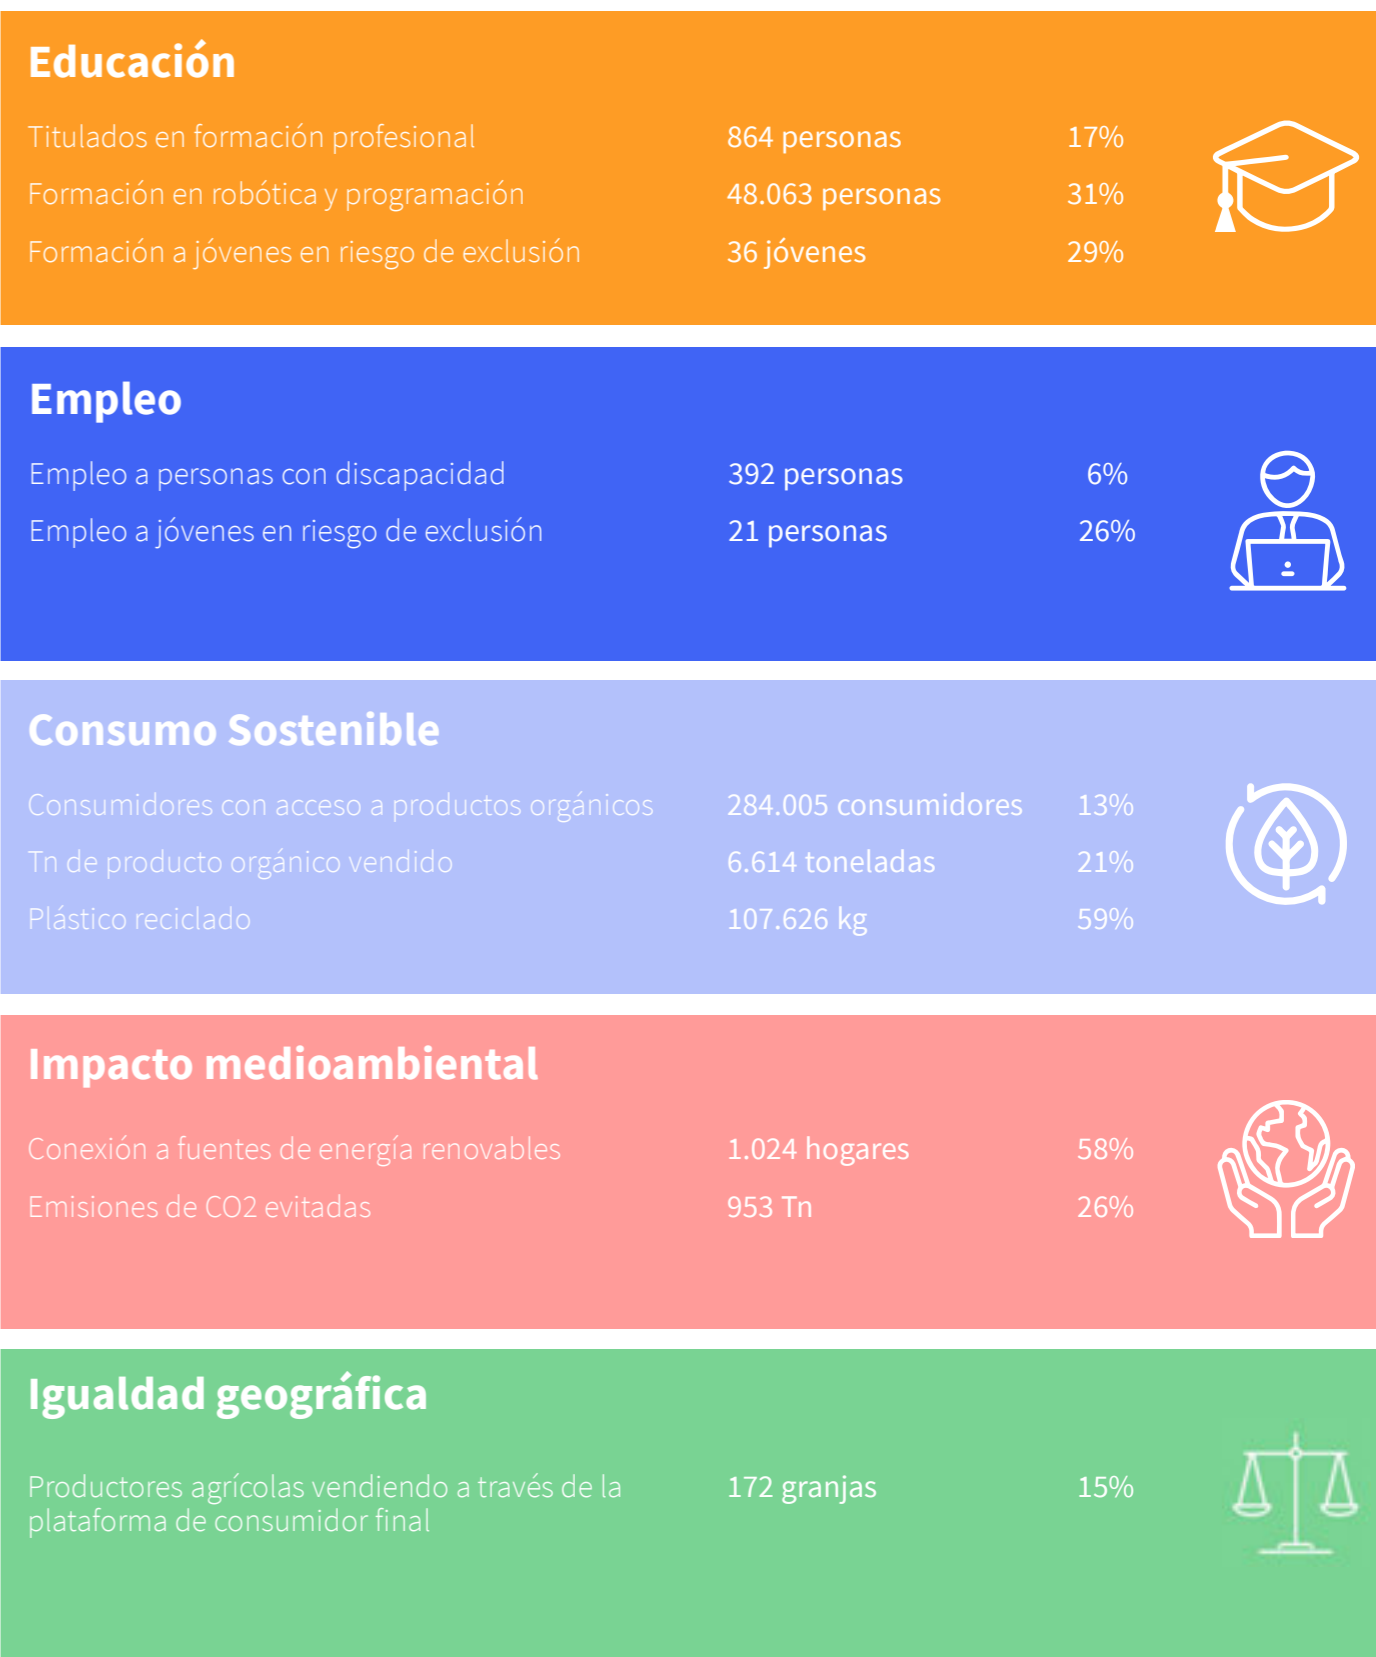 Educación
Titulados en formación profesional 864 personas 17%
Formación en robótica y programación 48.063 personas 31%
Formación a jóvenes en riesgo de exclusión 36 jóvenes 29%
Empleo
Empleo a personas con discapacidad 392 personas 6%
Empleo a jóvenes en riesgo de exclusión 21 personas 26%
Consumo Sostenible
Consumidores con acceso a productos orgánicos 284.005 consumidores 13%
Tn de producto orgánico vendido 6.614 toneladas 21%
Plástico reciclado 107.626 kg 59%
Impacto medioambiental
Conexión a fuentes de energía renovables 1.024 hogares 58%
Emisiones de CO2 evitadas 953 Tn 26%
Igualdad geográfica
Productores agrícolas vendiendo a través de la 172 granjas 15%
plataforma de consumidor final